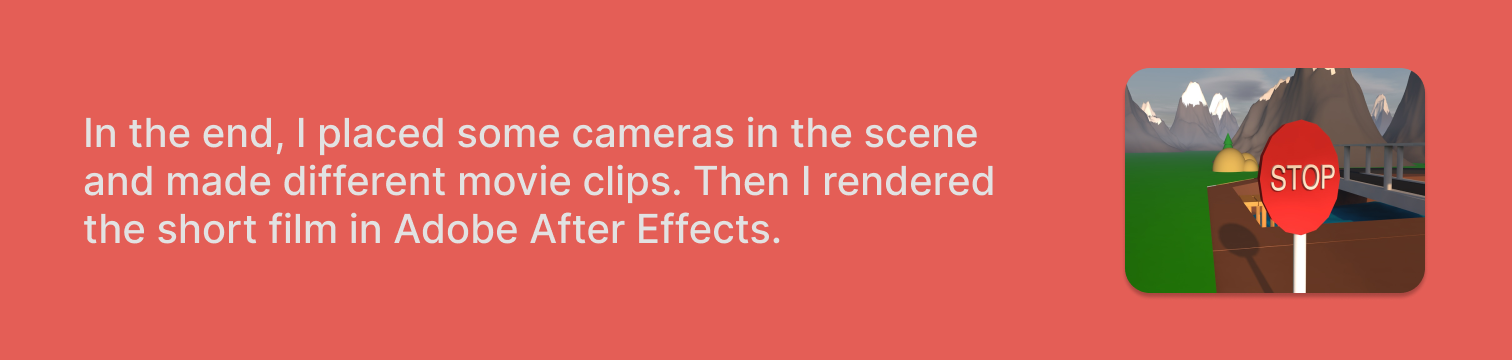 In the end, I placed some cameras in the scene
and made different movie clips. Then I rendered
the short film in Adobe After Effects.
STOP